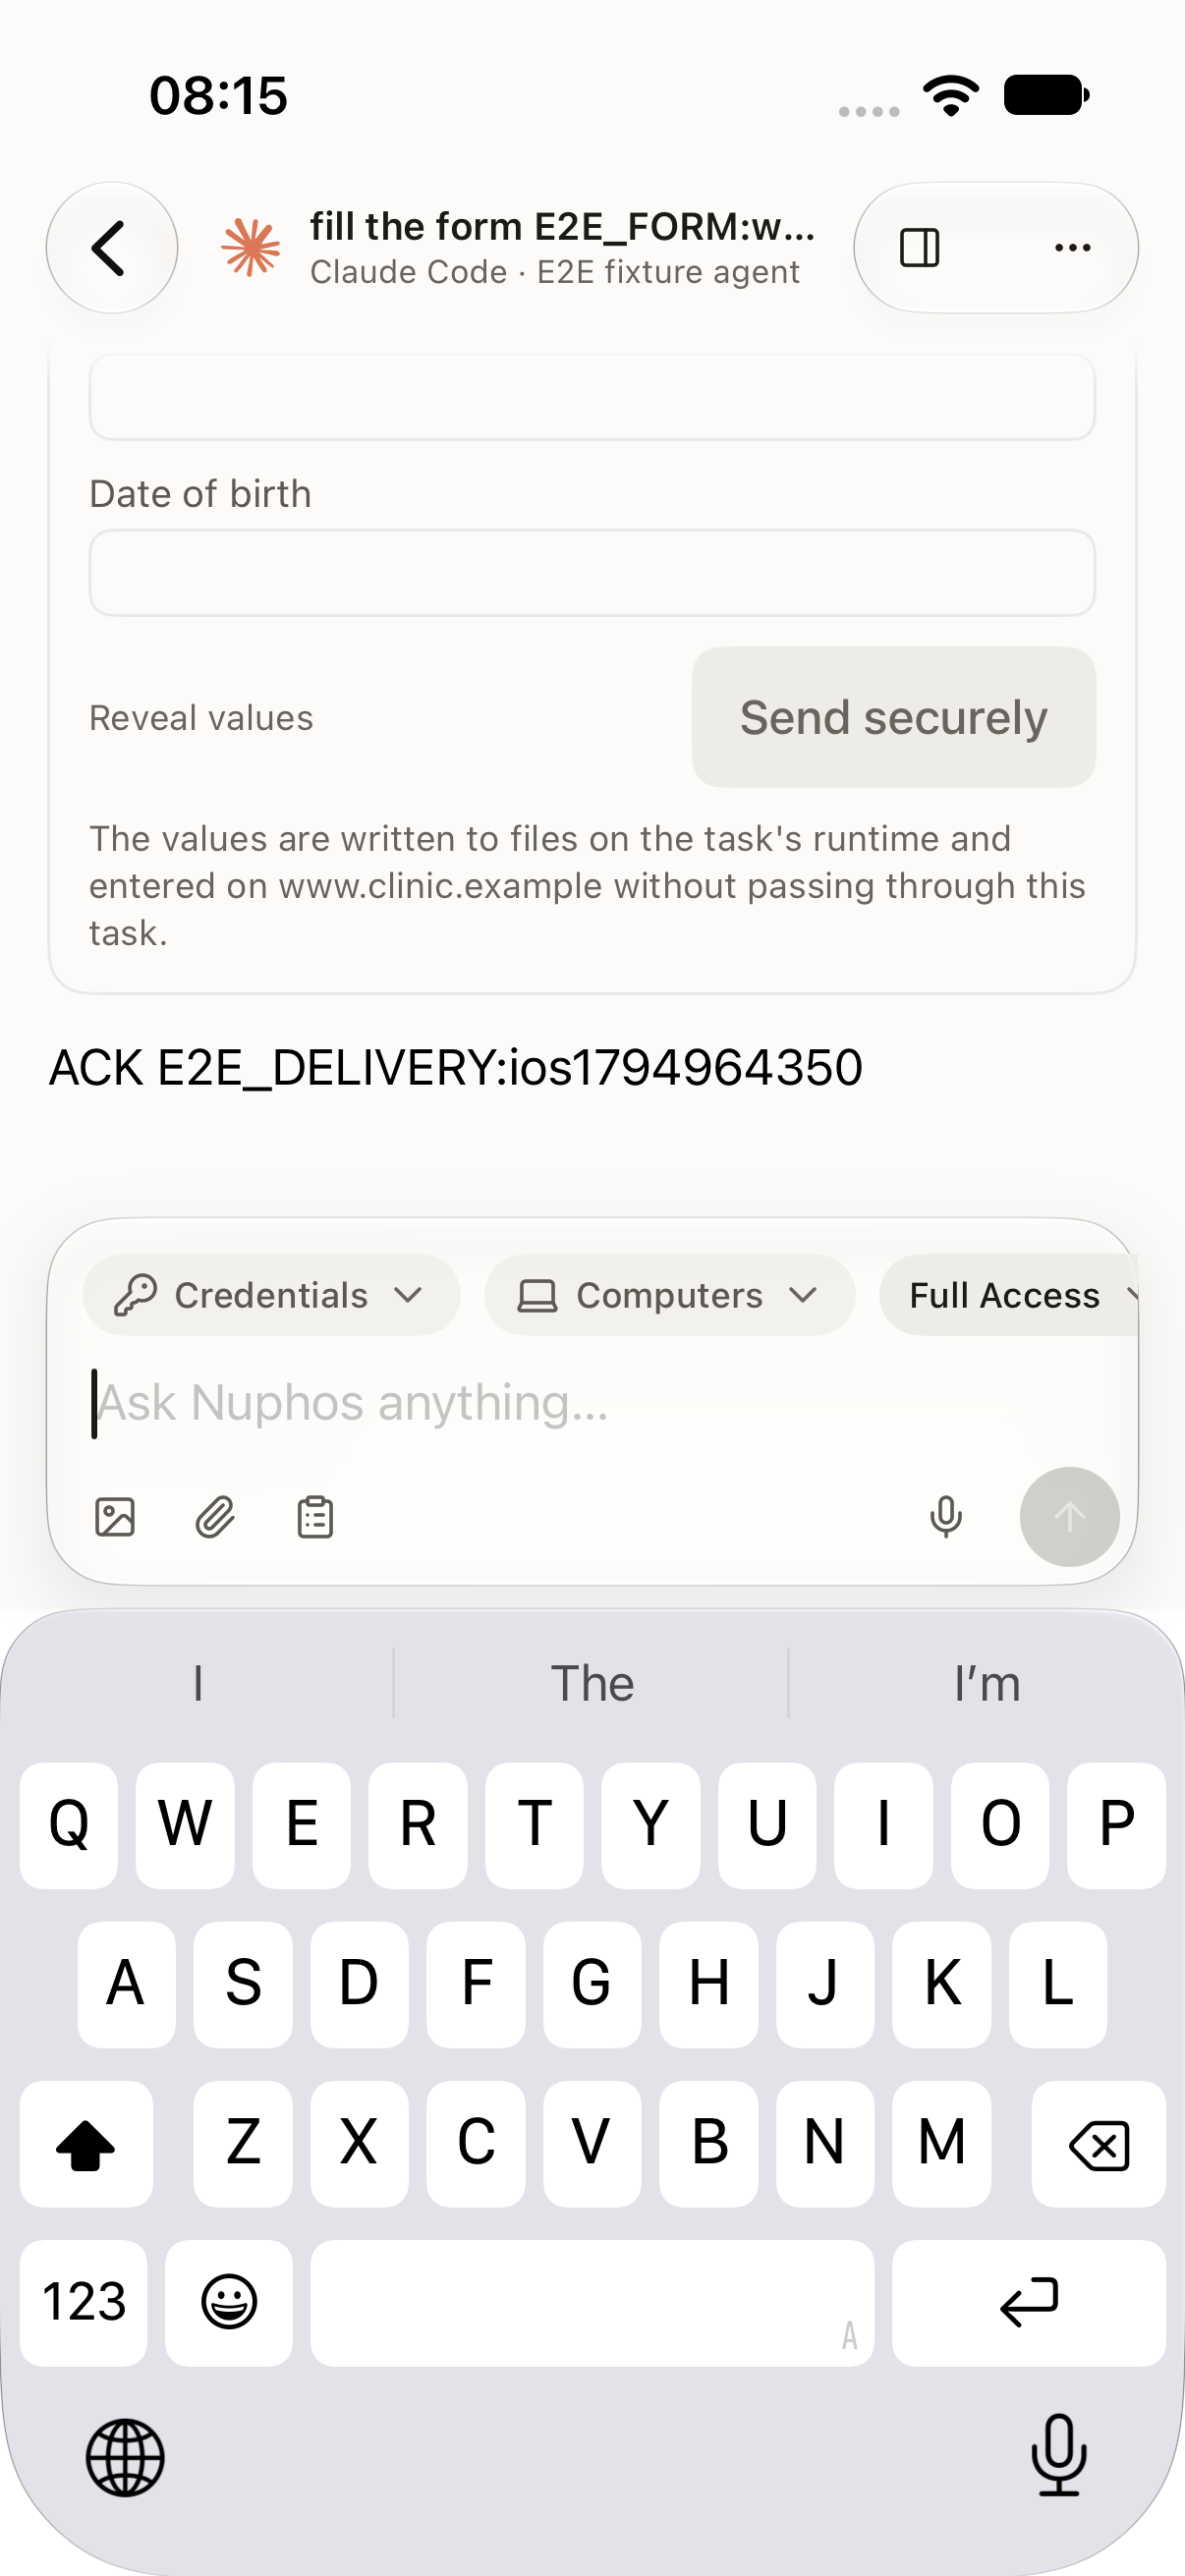 08:15
fill the form E2E_FORM:w...
Claude Code · E2E fixture agent
Date of birth
Reveal values
Send securely
The values are written to files on the task's runtime and
entered on www.clinic.example without passing through this
task.
ACK E2E_DELIVERY:ios1794964350
Credentials
Computers
Full Access
Ask Nuphos anything...
I
The
I’m
Q W E R T Y U I O P
A S D F G H J K L
Z X C V B N M
123
A